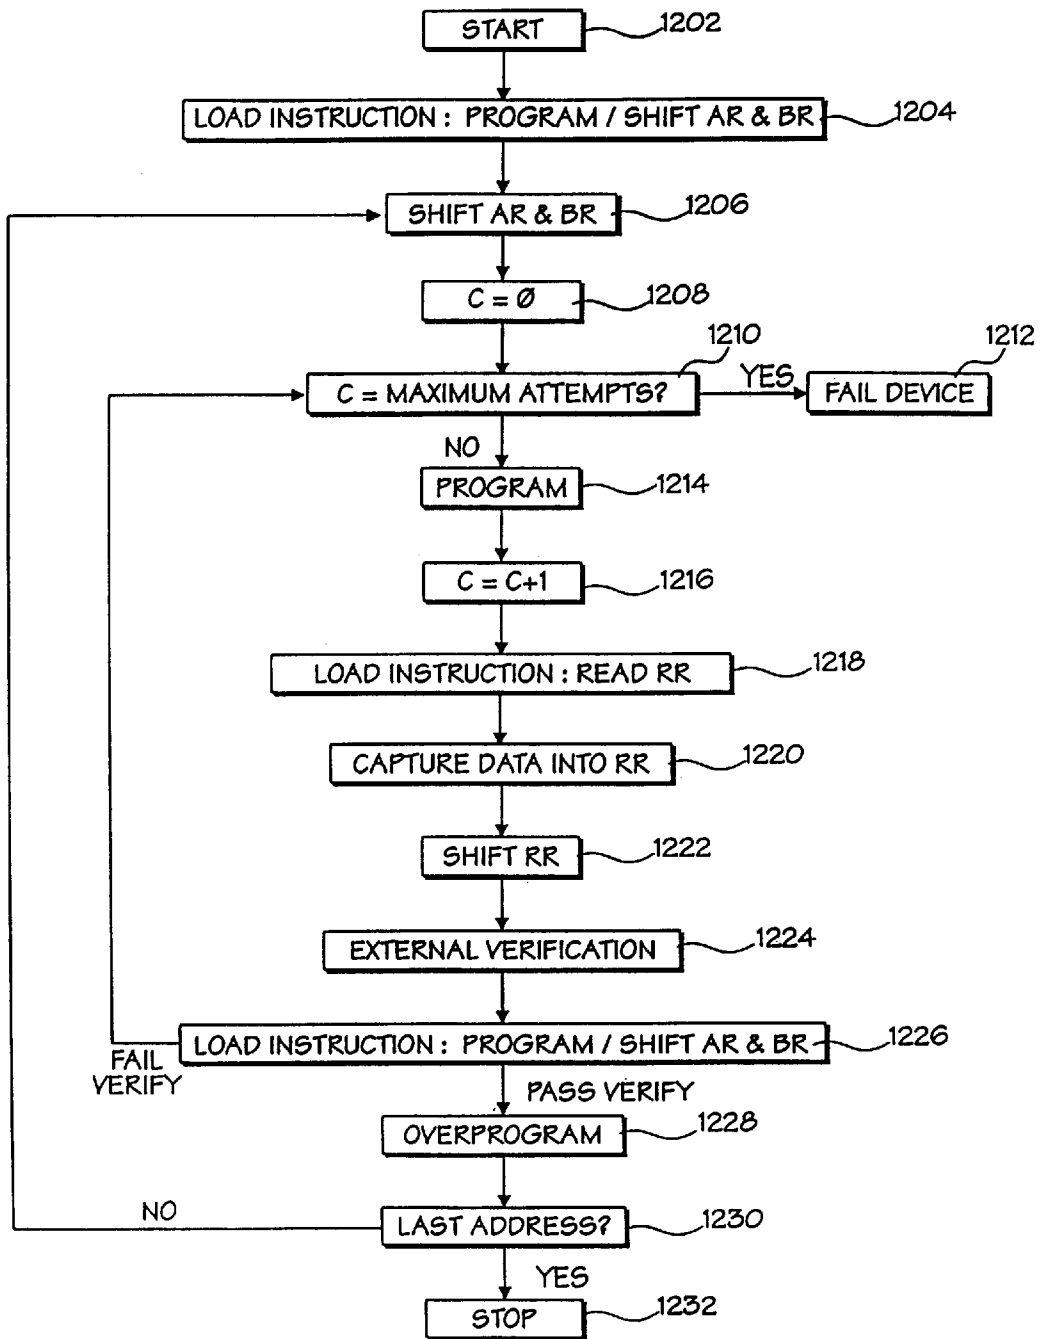 START 1202
LOAD INSTRUCTION : PROGRAM / SHIFT AR & BR 1204
SHIFT AR & BR 1206
C = Ø 1208
1210
C = MAXIMUM ATTEMPTS?
YES
1212
FAIL DEVICE
NO
PROGRAM 1214
C = C+1 1216
LOAD INSTRUCTION : READ RR 1218
CAPTURE DATA INTO RR 1220
SHIFT RR 1222
EXTERNAL VERIFICATION 1224
LOAD INSTRUCTION : PROGRAM / SHIFT AR & BR 1226
FAIL
VERIFY
PASS VERIFY
OVERPROGRAM 1228
NO
LAST ADDRESS? 1230
YES
STOP 1232